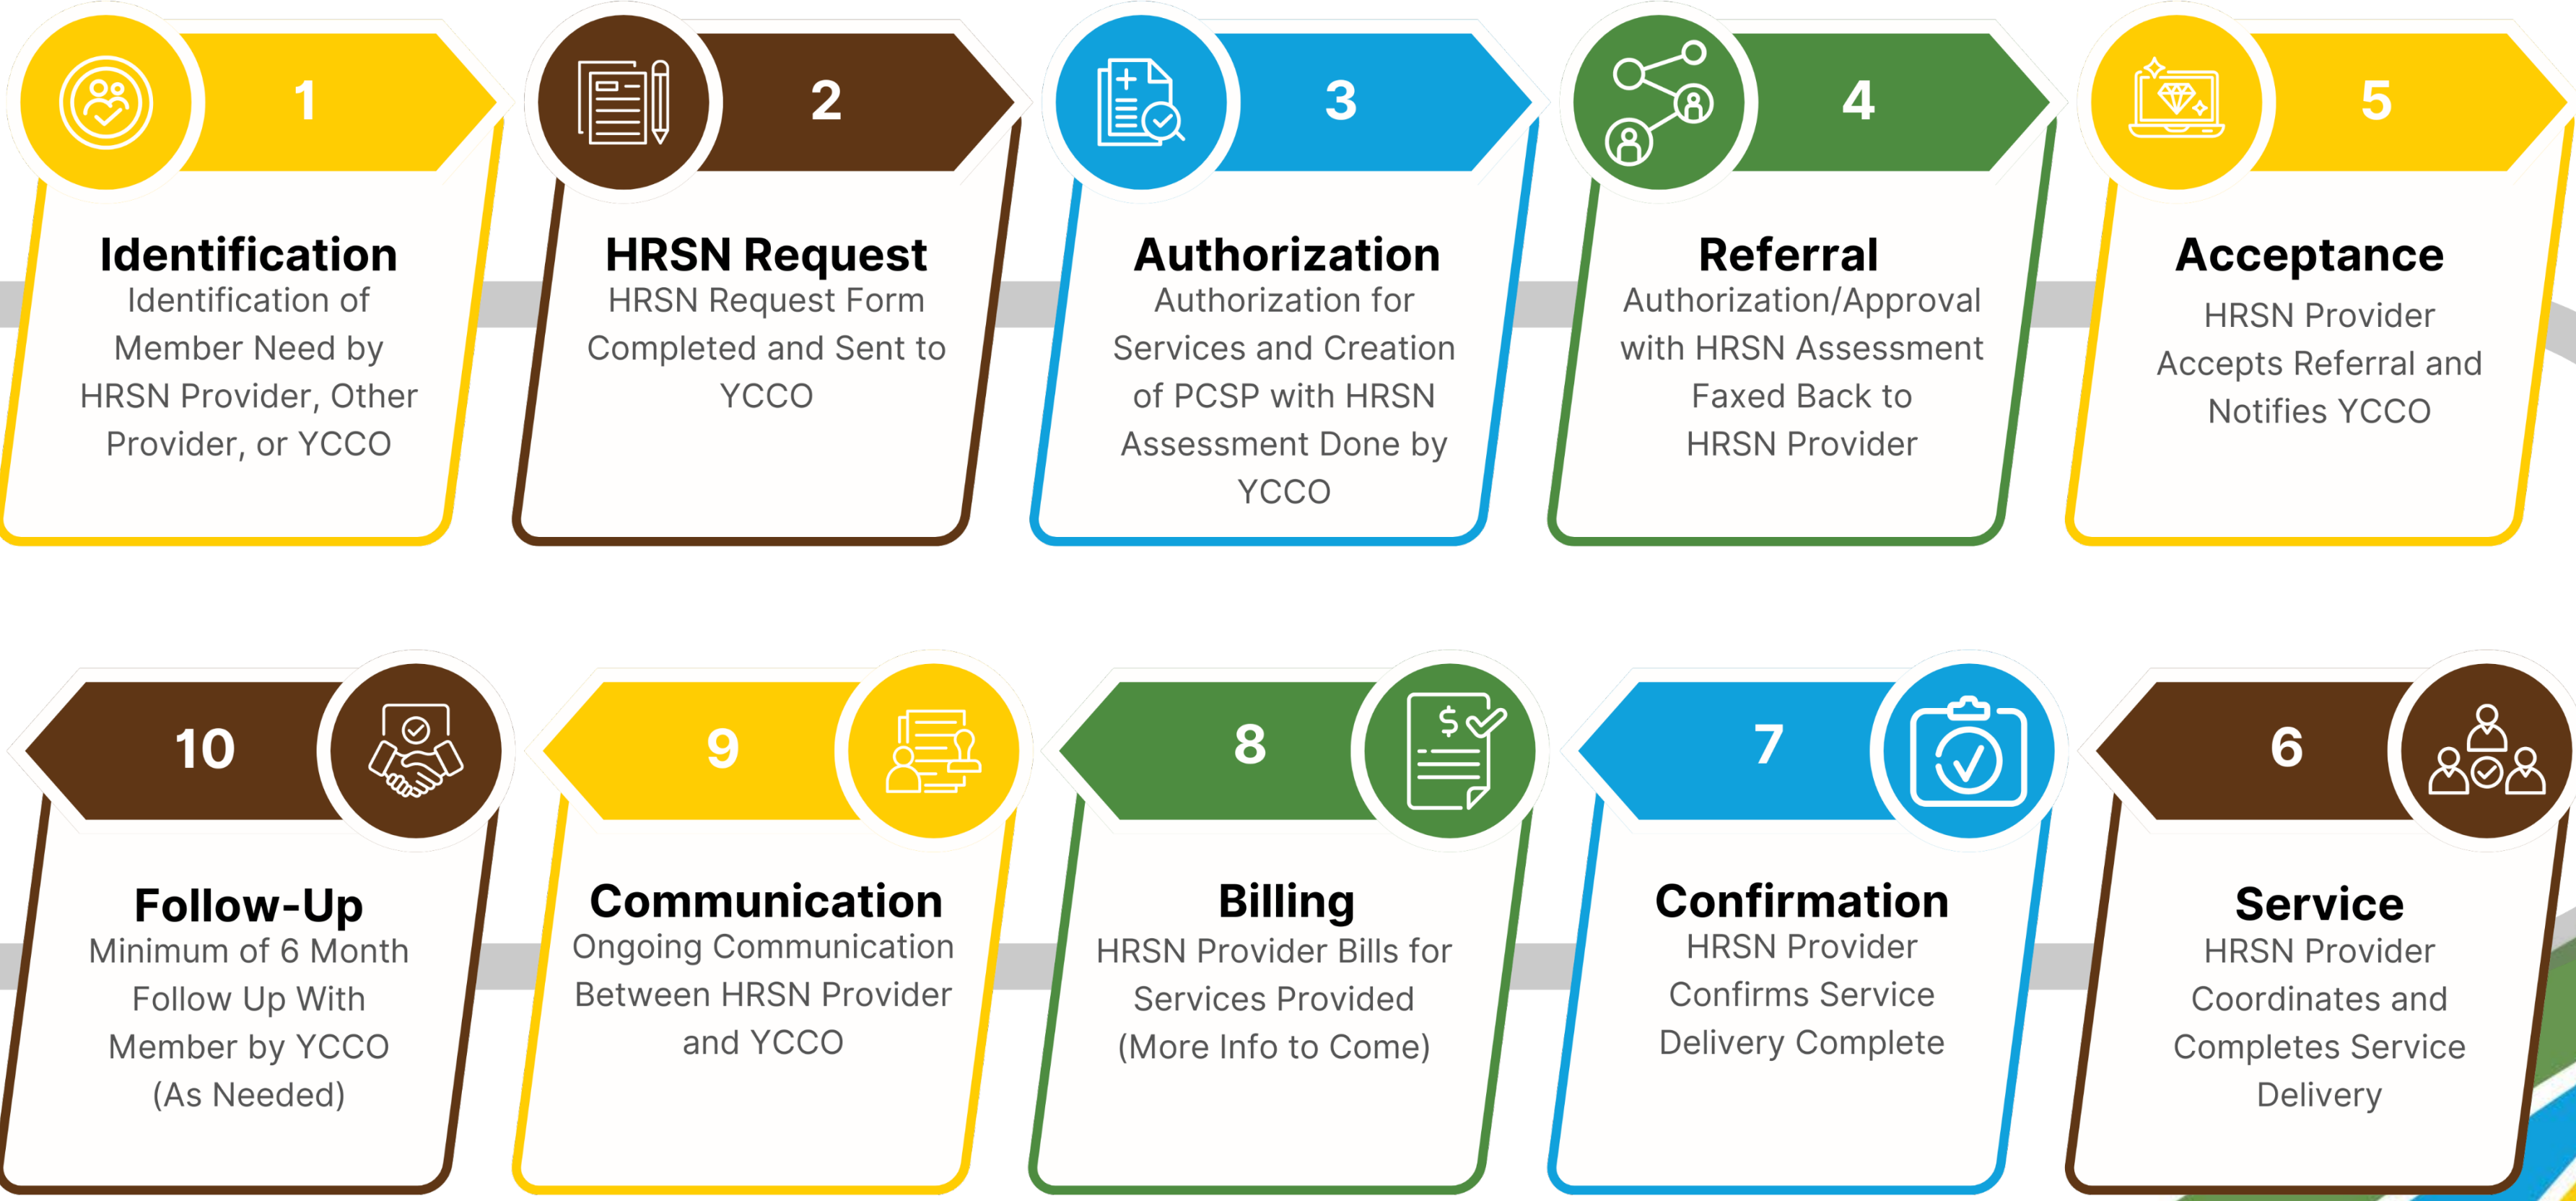 1
Identification
Identification of
Member Need by
HRSN Provider, Other
Provider, or YCCO
2
HRSN Request
HRSN Request Form
Completed and Sent to
YCCO
3
Authorization
Authorization for
Services and Creation
of PCSP with HRSN
Assessment Done by
YCCO
4
Referral
Authorization/Approval
with HRSN Assessment
Faxed Back to
HRSN Provider
5
Acceptance
HRSN Provider
Accepts Referral and
Notifies YCCO
6
Service
HRSN Provider
Coordinates and
Completes Service
Delivery
7
Confirmation
HRSN Provider
Confirms Service
Delivery Complete
8
$
Billing
HRSN Provider Bills for
Services Provided
(More Info to Come)
9
Communication
Ongoing Communication
Between HRSN Provider
and YCCO
10
Follow-Up
Minimum of 6 Month
Follow Up With
Member by YCCO
(As Needed)